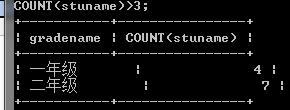 COUNT(stuname)>3;
+-----------+----------------+
| gradename | COUNT(stuname) |
+-----------+----------------+
| 一年级 | 4 |
| 二年级 | 7 |
+-----------+----------------+